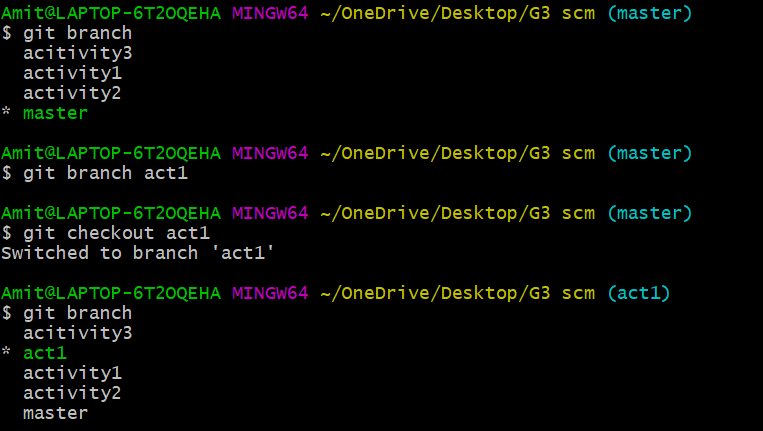 Amit@LAPTOP-6T2OQEHA MINGW64 ~/OneDrive/Desktop/G3 scm (master)
$ git branch
  acitivity3
  activity1
  activity2
* master

Amit@LAPTOP-6T2OQEHA MINGW64 ~/OneDrive/Desktop/G3 scm (master)
$ git branch act1

Amit@LAPTOP-6T2OQEHA MINGW64 ~/OneDrive/Desktop/G3 scm (master)
$ git checkout act1
Switched to branch 'act1'

Amit@LAPTOP-6T2OQEHA MINGW64 ~/OneDrive/Desktop/G3 scm (act1)
$ git branch
  acitivity3
* act1
  activity1
  activity2
  master